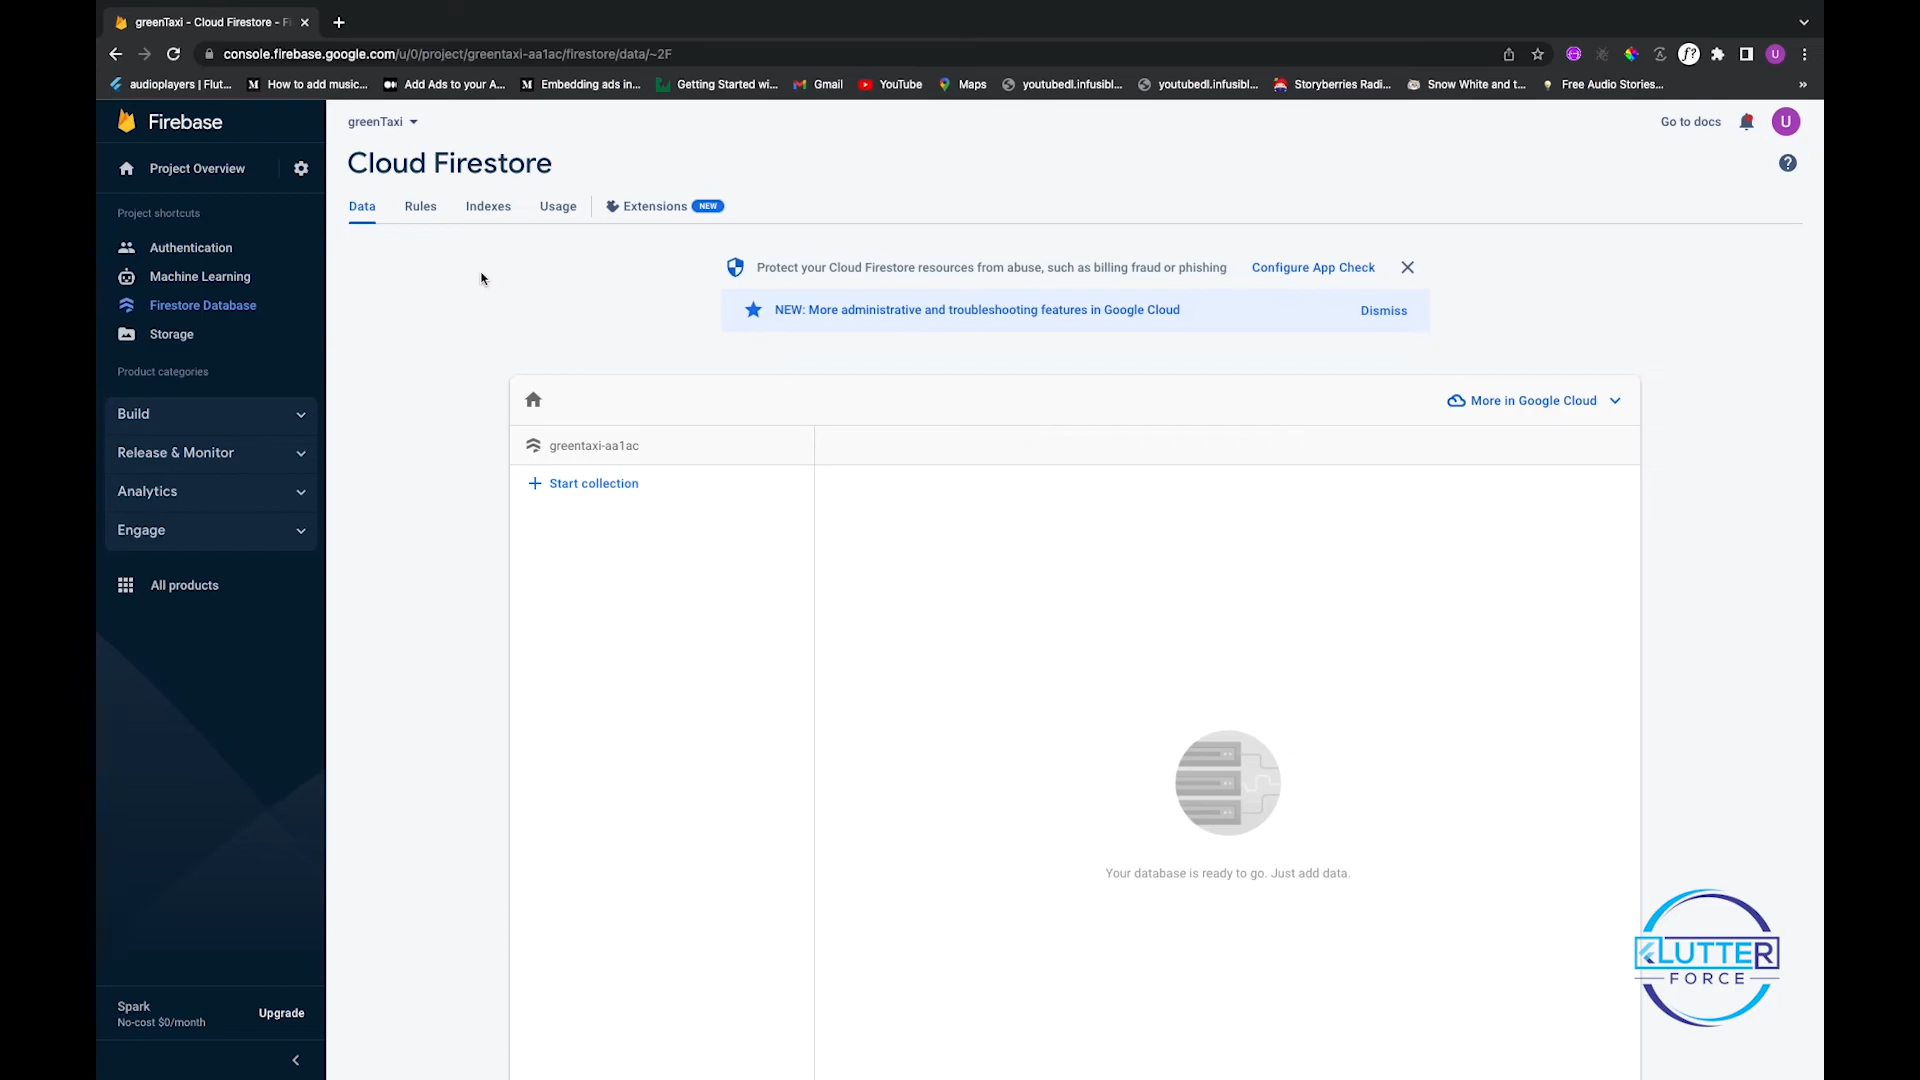 greenTaxi - Cloud Firestore - Fi
console.firebase.google.com/u/0/project/greentaxi-aa1ac/firestore/data/~2F
audioplayers | Flut...
How to add music...
Add Ads to your A...
Embedding ads in...
Getting Started wi...
Gmail
YouTube
Maps
youtubedl.infusibl...
youtubedl.infusibl...
Storyberries Radi...
Snow White and t...
Free Audio Stories...
»
Firebase
Project Overview
Project shortcuts
Authentication
Machine Learning
Firestore Database
Storage
Product categories
Build
Release & Monitor
Analytics
Engage
All products
Spark
No-cost $0/month
Upgrade
greenTaxi
Go to docs
U
Cloud Firestore
Data
Rules
Indexes
Usage
Extensions NEW
Protect your Cloud Firestore resources from abuse, such as billing fraud or phishing
Configure App Check
NEW: More administrative and troubleshooting features in Google Cloud
Dismiss
More in Google Cloud
greentaxi-aa1ac
Start collection
Your database is ready to go. Just add data.
FLUTTER
FORCE